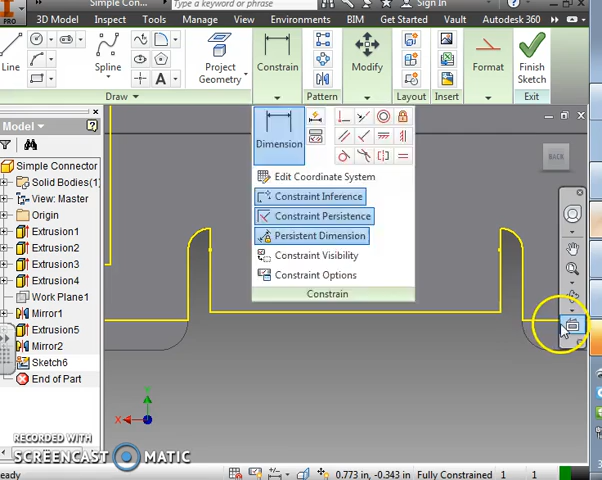 PRO
Simple Conn...
Type a keyword or phrase
Sign In
3D Model Sketch Inspect Tools Manage View Environments BIM Get Started Vault Autodesk 360
Line
Spline
Project
Geometry
Constrain
Pattern
Modify
Layout
Insert
Format
Finish
Sketch
Draw
Exit
Model
Dimension
Edit Coordinate System
Constraint Inference
Constraint Persistence
Persistent Dimension
Constraint Visibility
Constraint Options
Constrain
BACK
Simple Connector
Solid Bodies(1)
View: Master
Origin
Extrusion1
Extrusion2
Extrusion3
Extrusion4
Work Plane1
Mirror1
Extrusion5
Mirror2
Sketch6
End of Part
X
RECORDED WITH
SCREENCAST MATIC
eady
0.773 in, -0.343 in Fully Constrained 1 1